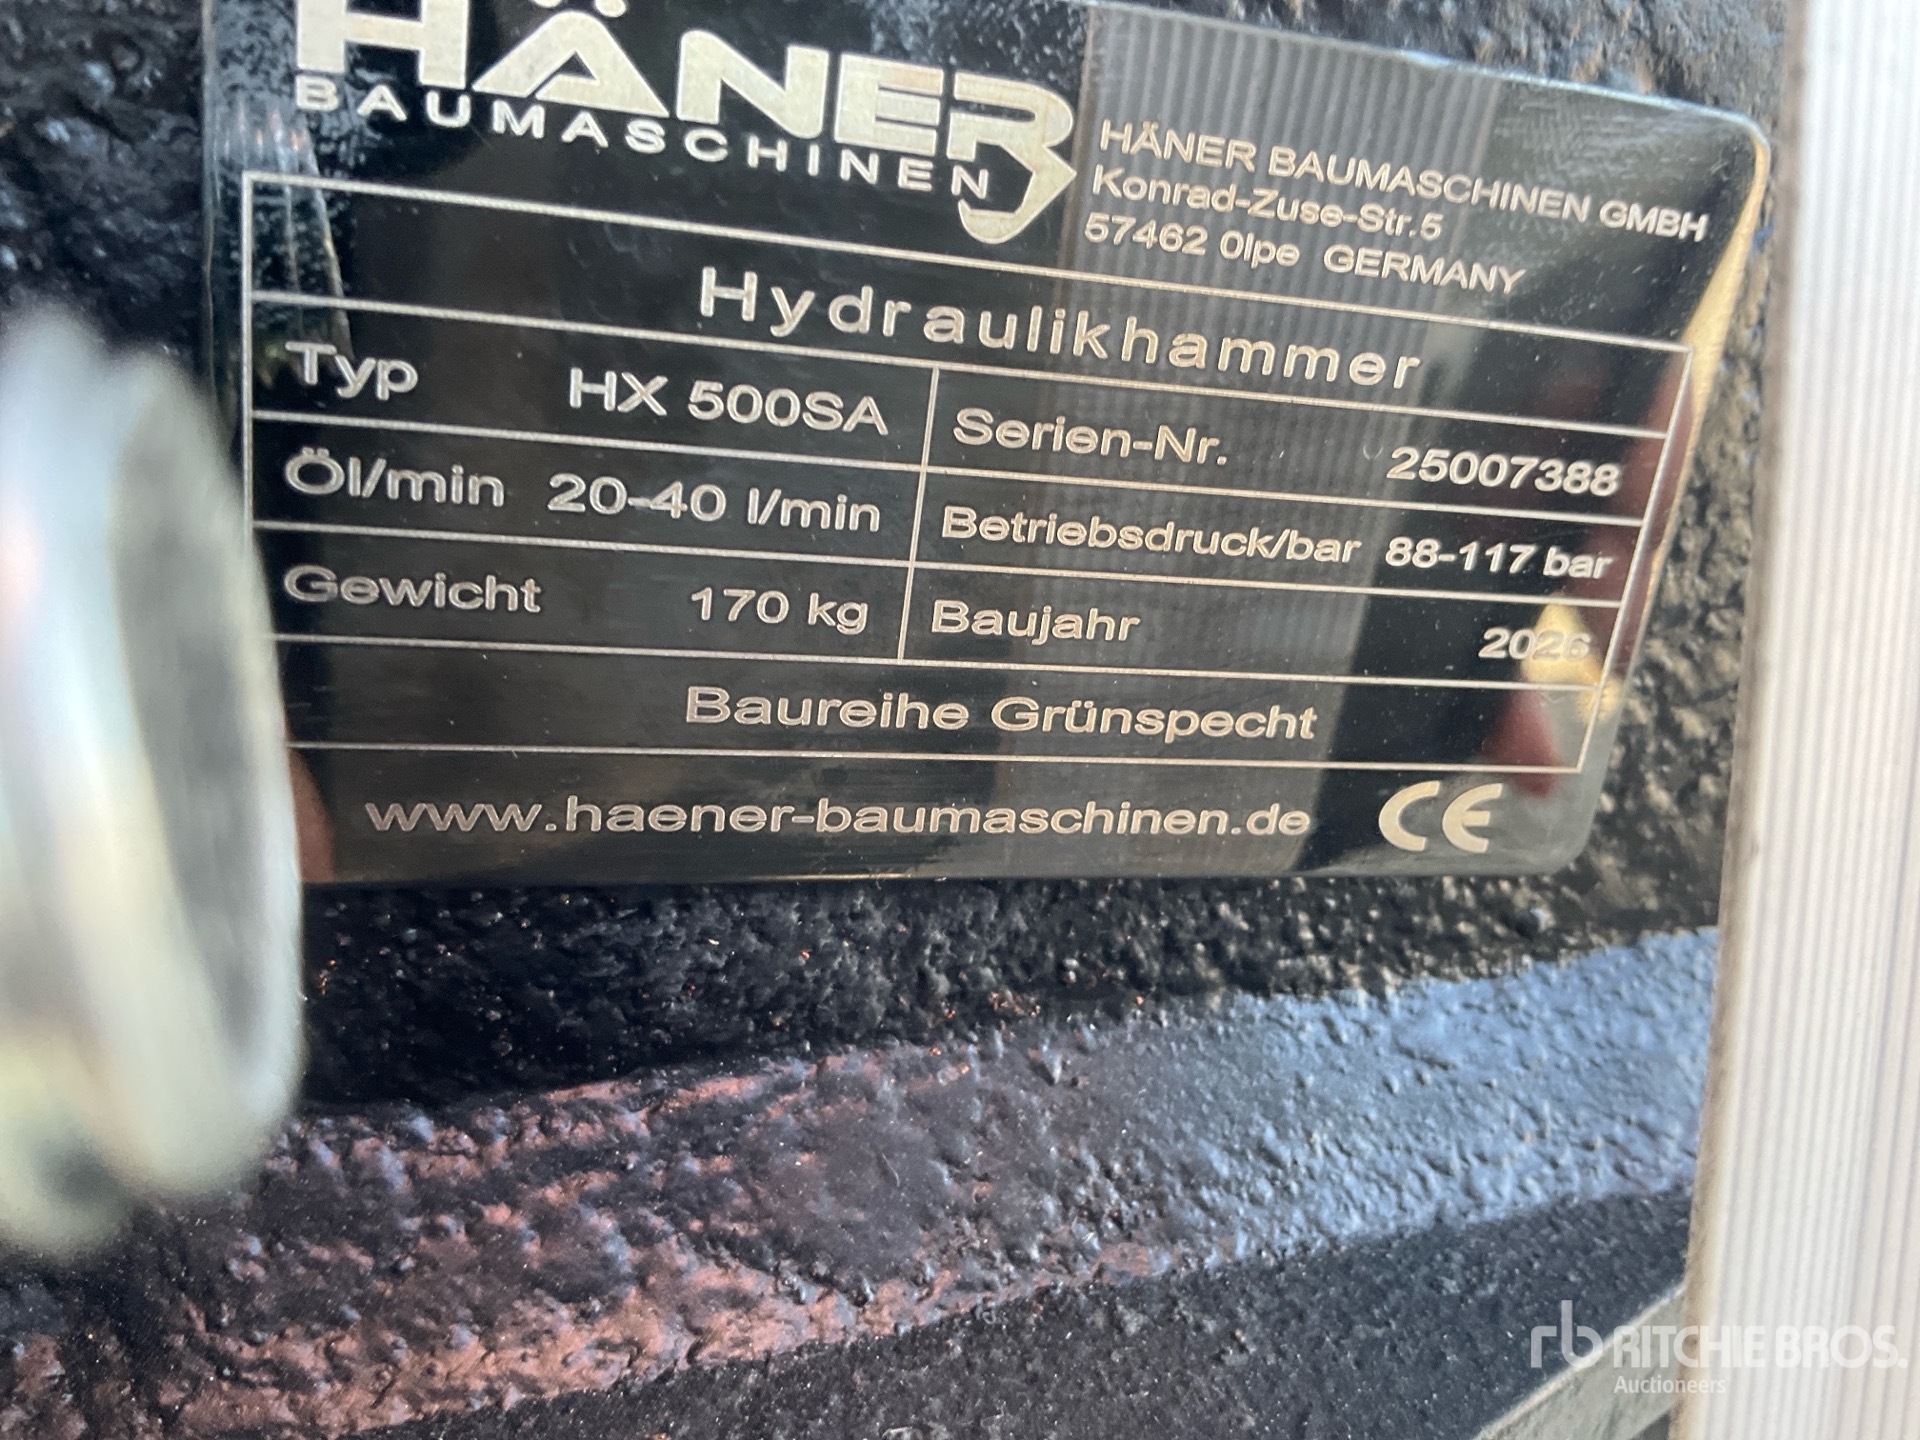 HÄNER
BAUMASCHINEN
HÄNER BAUMASCHINEN GMBH
Konrad-Zuse-Str.5
57462 Olpe GERMANY
Hydraulikhammer
Typ HX 500SA Serien-Nr. 25007388
Öl/min 20-40 l/min Betriebsdruck/bar 88-117 bar
Gewicht 170 kg Baujahr 2026
Baureihe Grünspecht
www.haener-baumaschinen.de CE
rb RITCHIE BROS.
Auctioneers